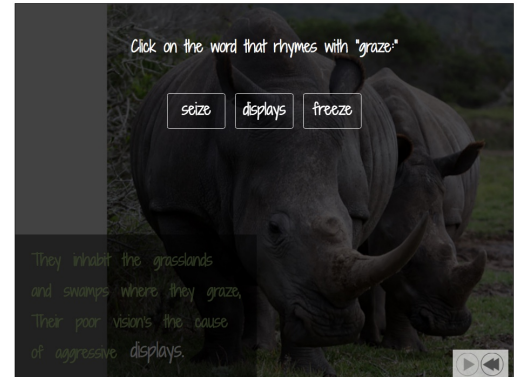 Click on the word that rhymes with "graze:"
seize displays freeze
They inhabit the grasslands
and swamps where they graze,
Their poor vision's the cause
of aggressive displays.